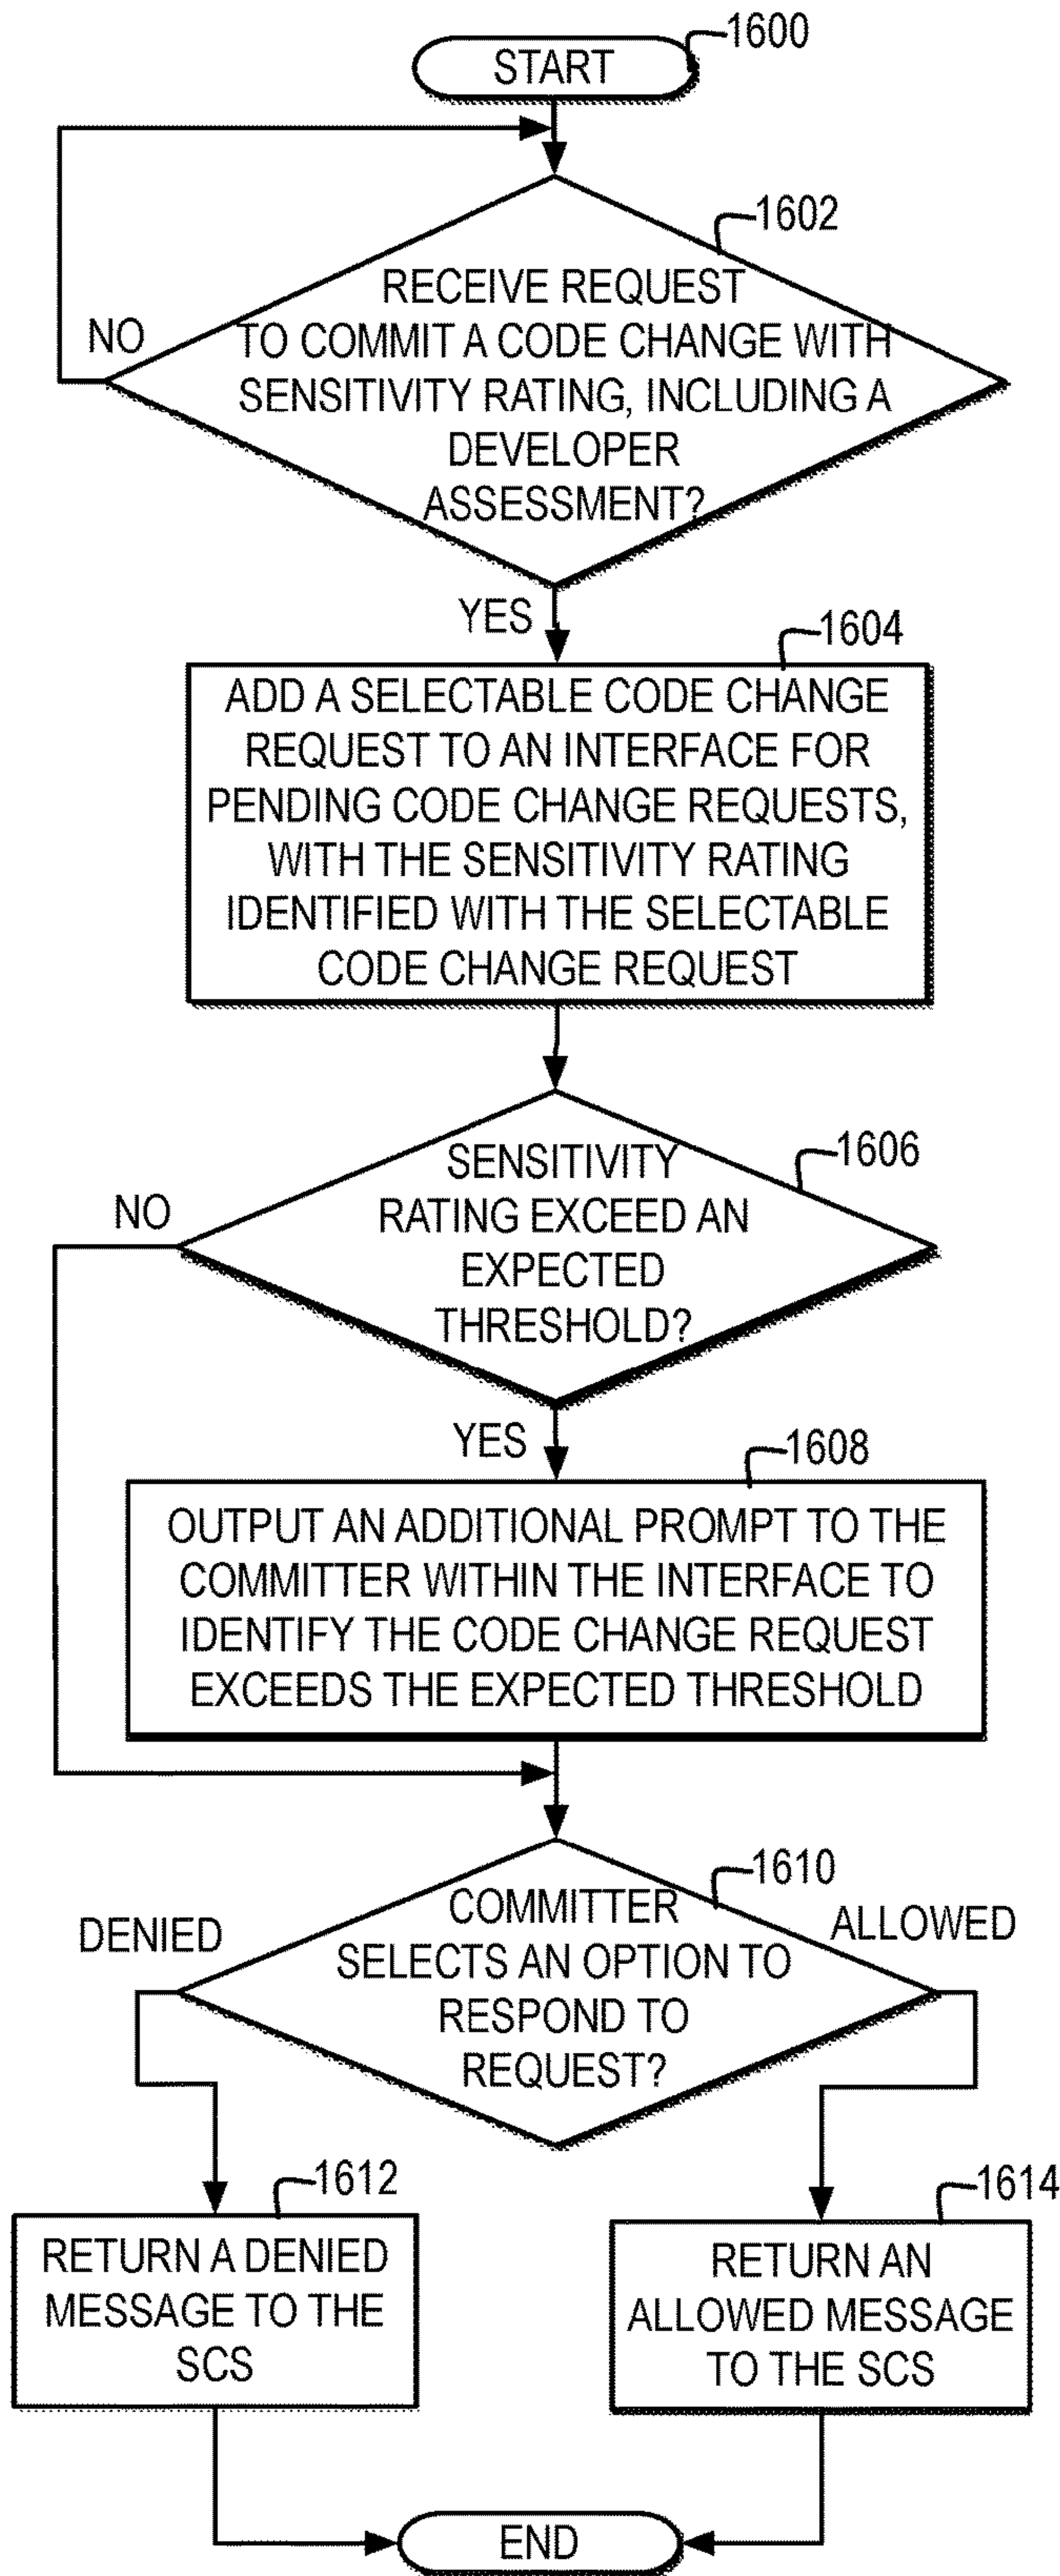 1600
START
1602
RECEIVE REQUEST
TO COMMIT A CODE CHANGE WITH
SENSITIVITY RATING, INCLUDING A
DEVELOPER
ASSESSMENT?
NO
YES
1604
ADD A SELECTABLE CODE CHANGE
REQUEST TO AN INTERFACE FOR
PENDING CODE CHANGE REQUESTS,
WITH THE SENSITIVITY RATING
IDENTIFIED WITH THE SELECTABLE
CODE CHANGE REQUEST
1606
SENSITIVITY
RATING EXCEED AN
EXPECTED
THRESHOLD?
NO
YES
1608
OUTPUT AN ADDITIONAL PROMPT TO THE
COMMITTER WITHIN THE INTERFACE TO
IDENTIFY THE CODE CHANGE REQUEST
EXCEEDS THE EXPECTED THRESHOLD
1610
COMMITTER
SELECTS AN OPTION TO
RESPOND TO
REQUEST?
DENIED
ALLOWED
1612
RETURN A DENIED
MESSAGE TO THE
SCS
1614
RETURN AN
ALLOWED MESSAGE
TO THE SCS
END